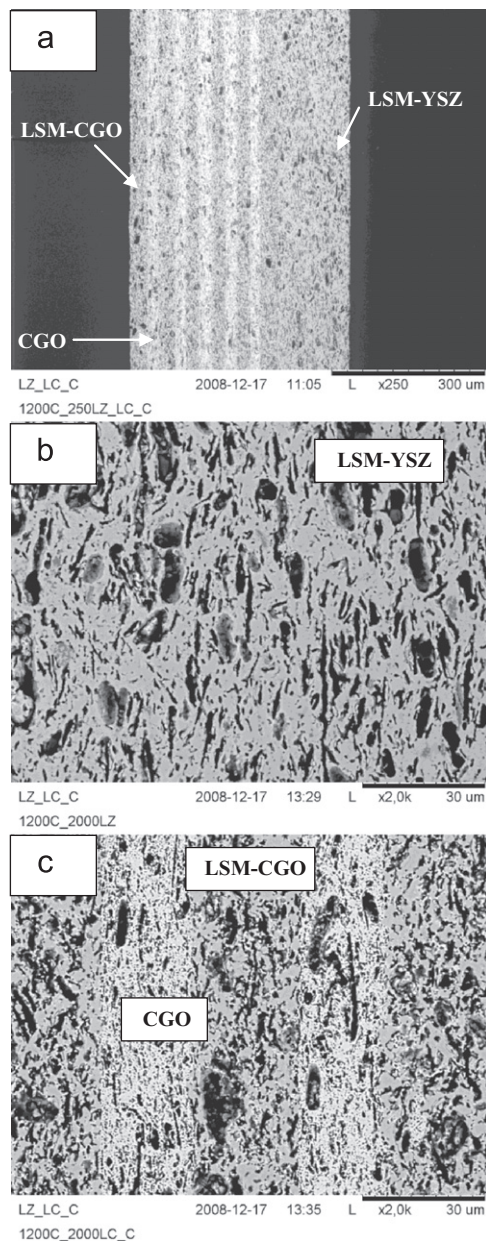 a
LSM-YSZ
LSM-CGO
CGO
LZ_LC_C 2008-12-17 11:05 L x250 300 um
1200C_250LZ_LC_C
b
LSM-YSZ
LZ_LC_C 2008-12-17 13:29 L x2,0k 30 um
1200C_2000LZ
c
LSM-CGO
CGO
LZ_LC_C 2008-12-17 13:35 L x2,0k 30 um
1200C_2000LC_C